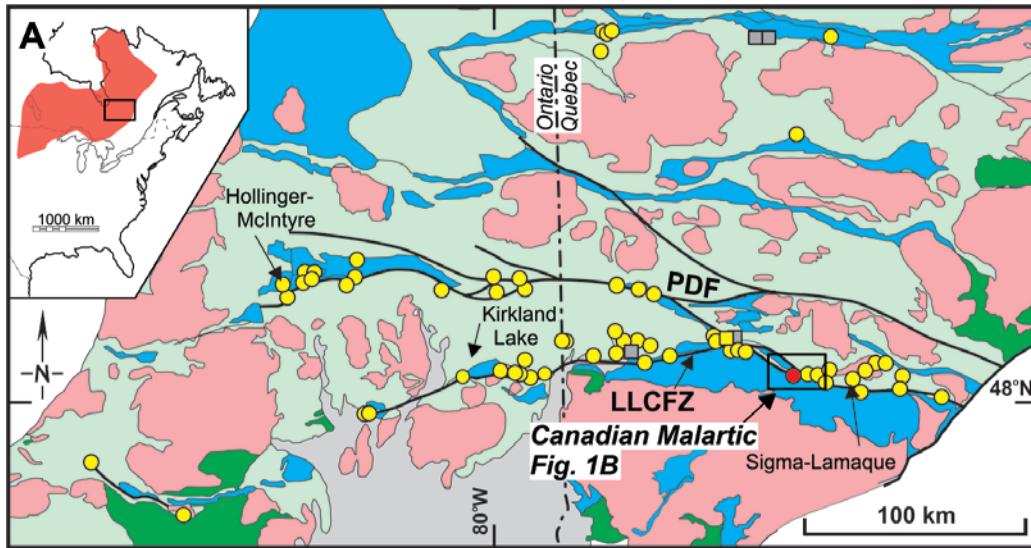 A
1000 km
Ontario
Quebec
Hollinger-
McIntyre
PDF
Kirkland
Lake
-N-
LLCFZ
48°N
Canadian Malartic
Fig. 1B
Sigma-Lamaque
80°W
100 km